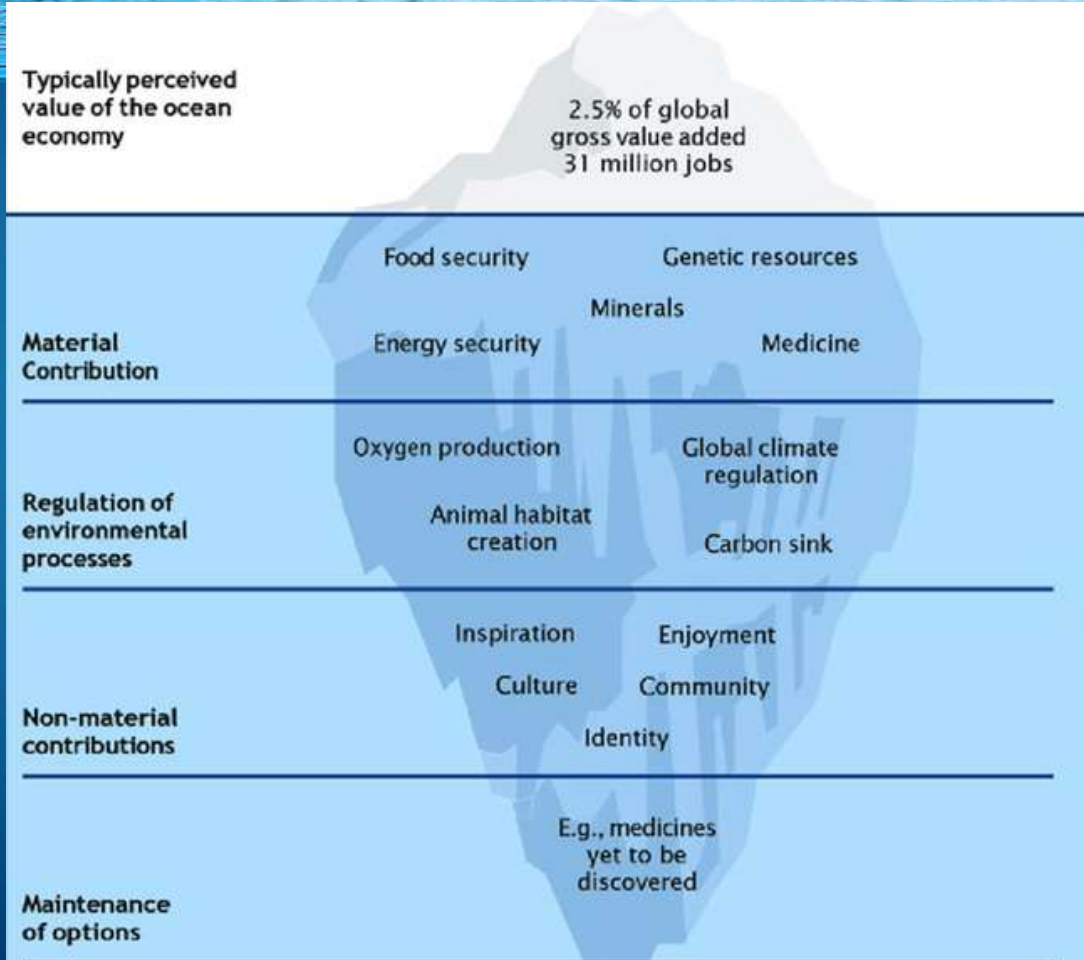 Typically perceived
value of the ocean
economy
2.5% of global
gross value added
31 million jobs
Food security
Genetic resources
Minerals
Energy security
Medicine
Material
Contribution
Oxygen production
Global climate
regulation
Animal habitat
creation
Carbon sink
Regulation of
environmental
processes
Inspiration
Enjoyment
Culture
Community
Identity
Non-material
contributions
E.g., medicines
yet to be
discovered
Maintenance
of options